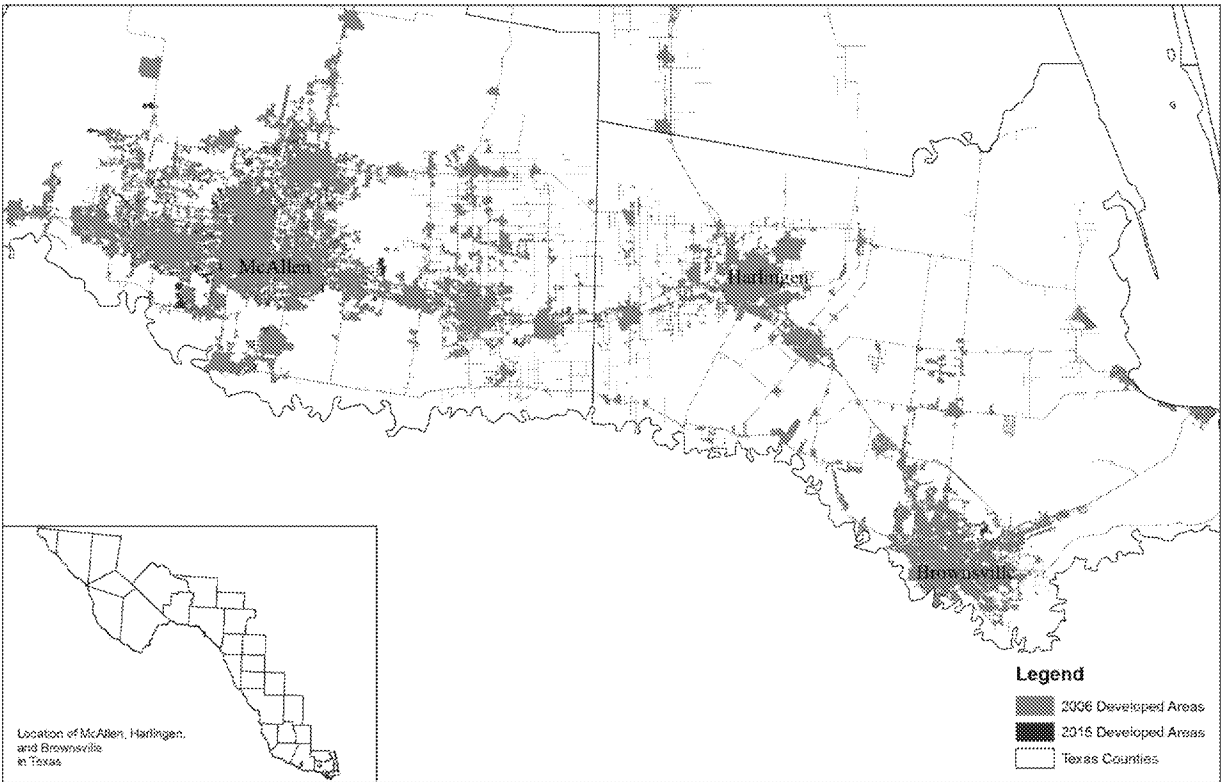 McAllen
Harlingen
Brownsville
Location of McAllen, Harlingen,
and Brownsville
in Texas
Legend
2006 Developed Areas
2016 Developed Areas
Texas Counties